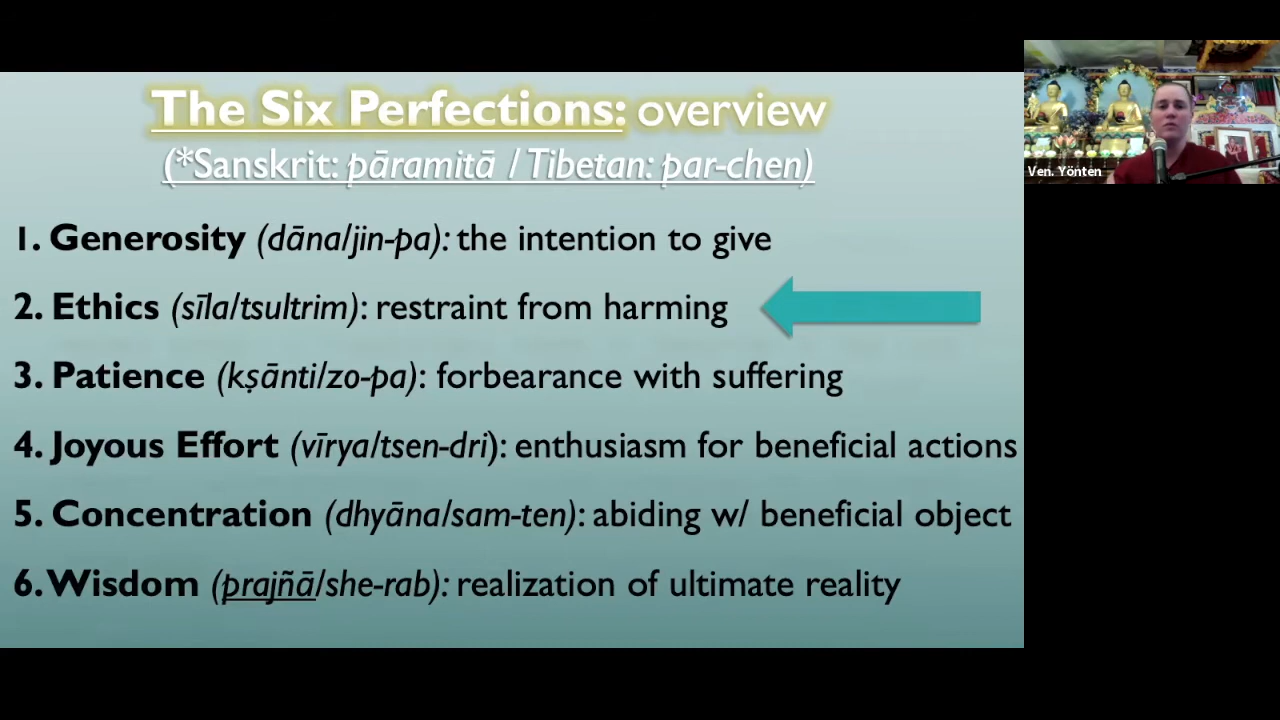 The Six Perfections: overview
(*Sanskrit: pāramitā / Tibetan: par-chen)
1. Generosity (dāna/jin-pa): the intention to give
2. Ethics (sīla/tsultrim): restraint from harming
3. Patience (kṣānti/zo-pa): forbearance with suffering
4. Joyous Effort (vīrya/tsen-dri): enthusiasm for beneficial actions
5. Concentration (dhyāna/sam-ten): abiding w/ beneficial object
6. Wisdom (prajñā/she-rab): realization of ultimate reality
Ven. Yönten